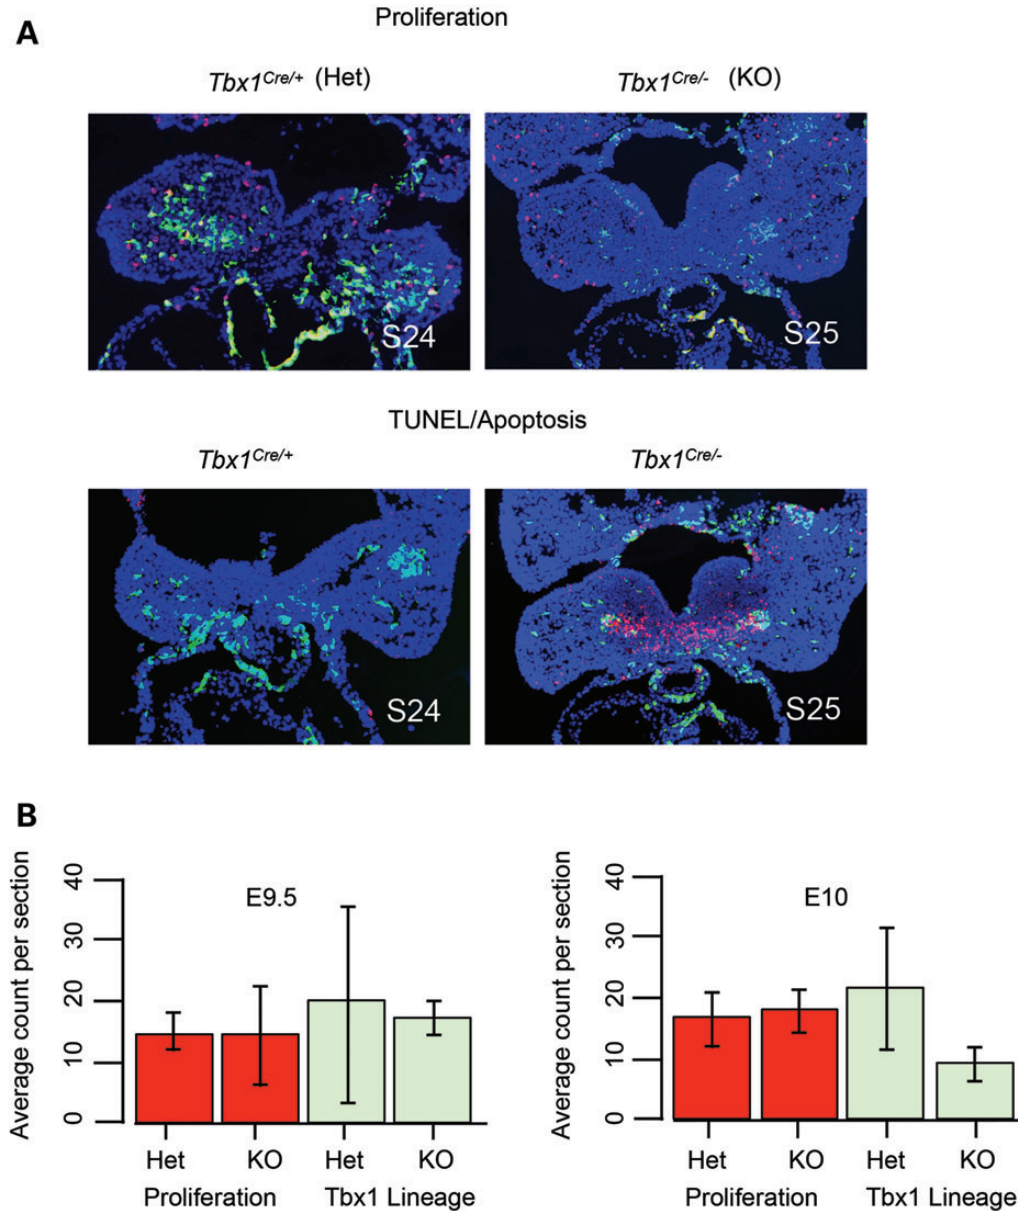 A
Proliferation
Tbx1Cre/+ (Het)
Tbx1Cre/- (KO)
S24
S25
TUNEL/Apoptosis
Tbx1Cre/+
Tbx1Cre/-
S24
S25
B
Average count per section
40
30
20
10
0
E9.5
Het KO Het KO
Proliferation Tbx1 Lineage
Average count per section
40
30
20
10
0
E10
Het KO Het KO
Proliferation Tbx1 Lineage